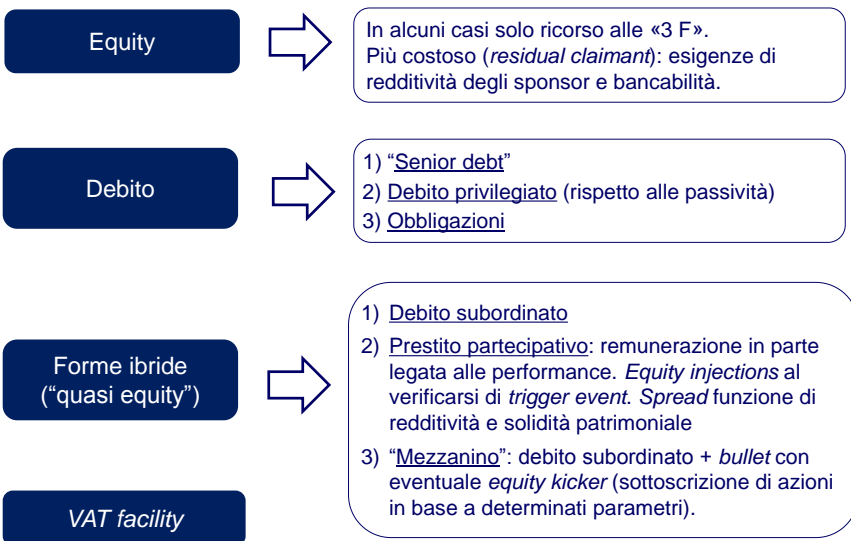 Equity
In alcuni casi solo ricorso alle «3 F».
Più costoso (residual claimant): esigenze di
redditività degli sponsor e bancabilità.
Debito
1) “Senior debt”
2) Debito privilegiato (rispetto alle passività)
3) Obbligazioni
Forme ibride
(“quasi equity”)
1) Debito subordinato
2) Prestito partecipativo: remunerazione in parte
legata alle performance. Equity injections al
verificarsi di trigger event. Spread funzione di
redditività e solidità patrimoniale
3) “Mezzanino”: debito subordinato + bullet con
eventuale equity kicker (sottoscrizione di azioni
in base a determinati parametri).
VAT facility